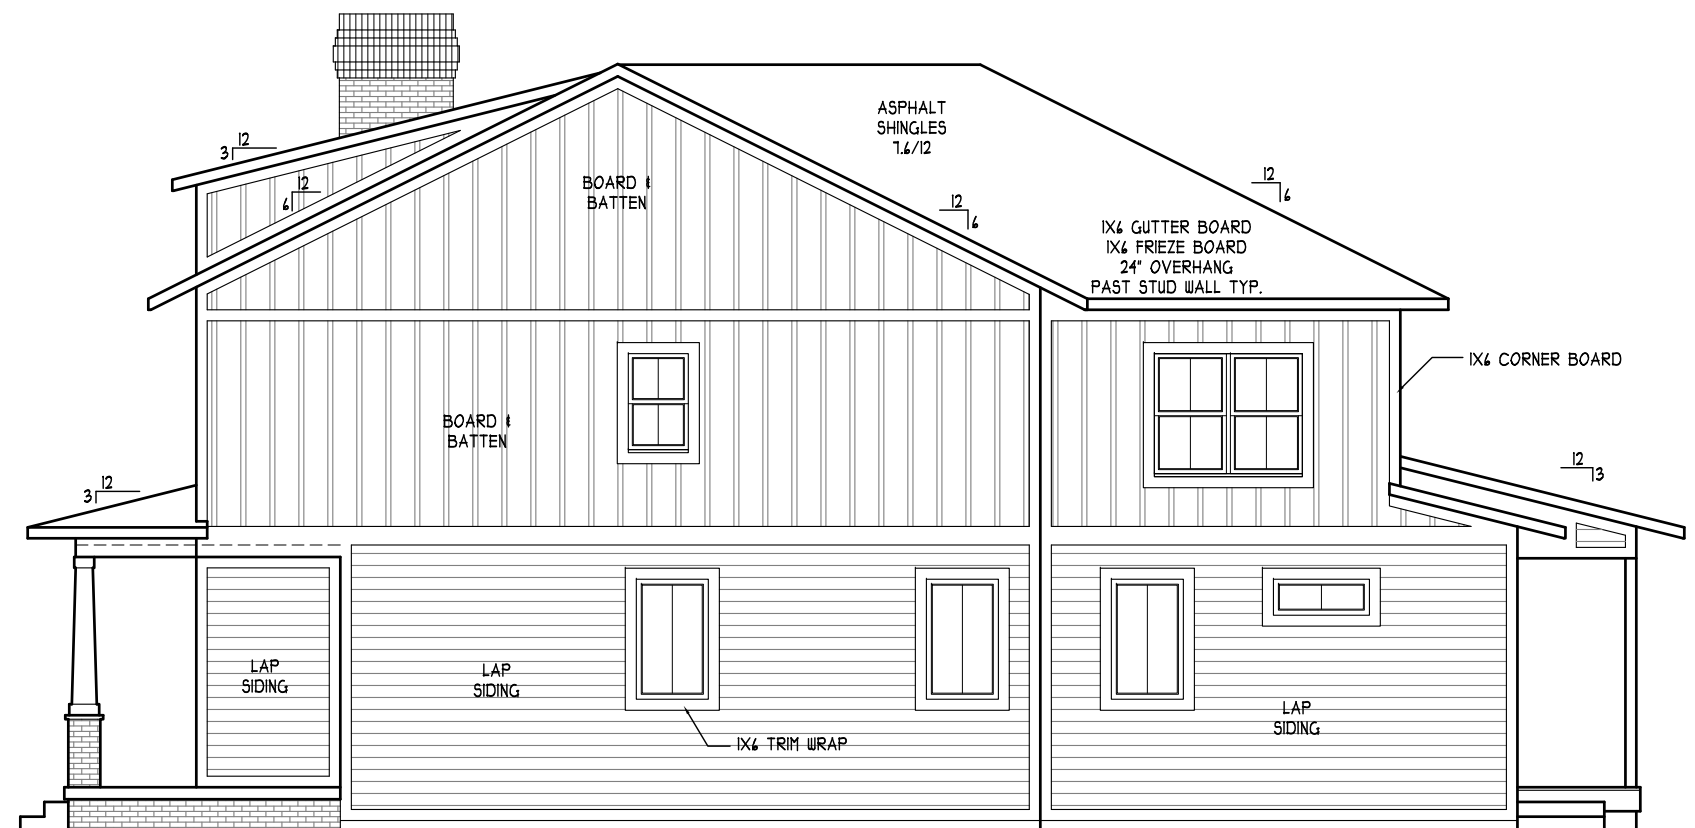 ASPHALT
SHINGLES
7.6/12
12
3
12
6
BOARD &
BATTEN
12
6
12
6
1X6 GUTTER BOARD
1X6 FRIEZE BOARD
24" OVERHANG
PAST STUD WALL TYP.
1X6 CORNER BOARD
BOARD &
BATTEN
12
3
12
3
LAP
SIDING
LAP
SIDING
LAP
SIDING
1X6 TRIM WRAP